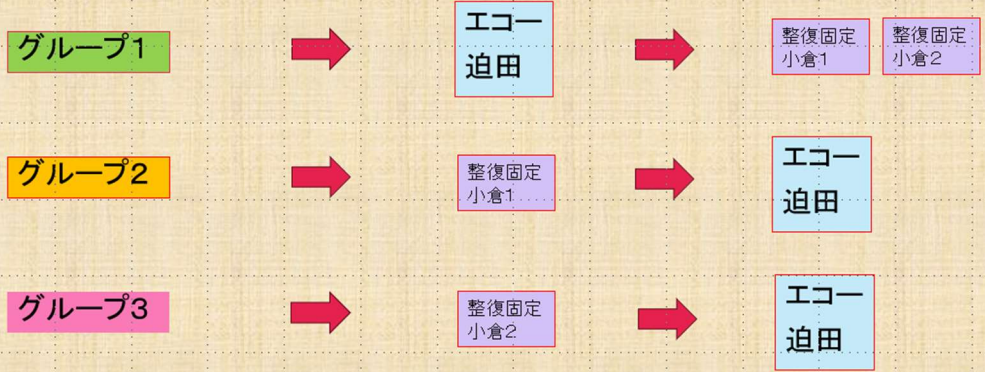 グループ1
エコー
迫田
整復固定
小倉1
整復固定
小倉2
グループ2
整復固定
小倉1
エコー
迫田
グループ3
整復固定
小倉2
エコー
迫田